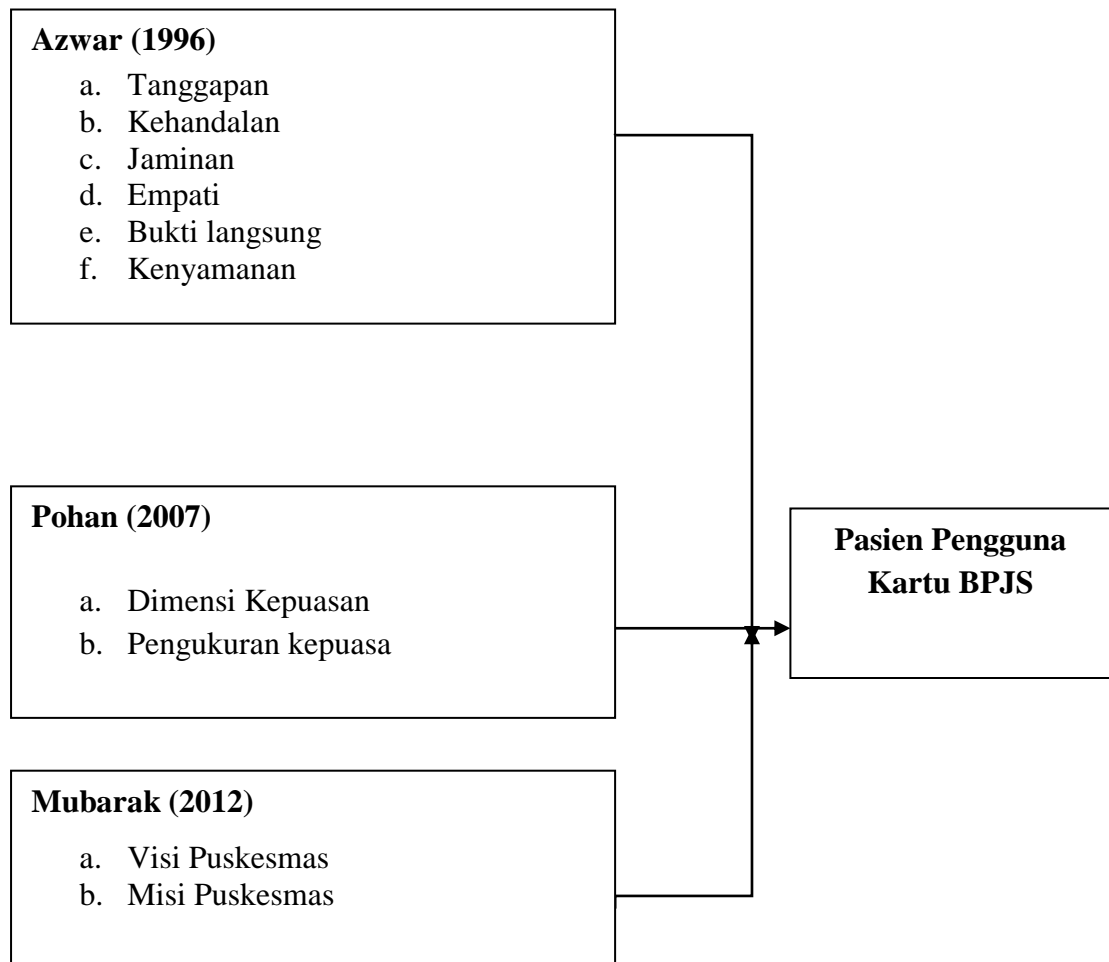 Azwar (1996)
a. Tanggapan
b. Kehandalan
c. Jaminan
d. Empati
e. Bukti langsung
f. Kenyamanan
Pohan (2007)
a. Dimensi Kepuasan
b. Pengukuran kepuasa
Pasien Pengguna
Kartu BPJS
Mubarak (2012)
a. Visi Puskesmas
b. Misi Puskesmas